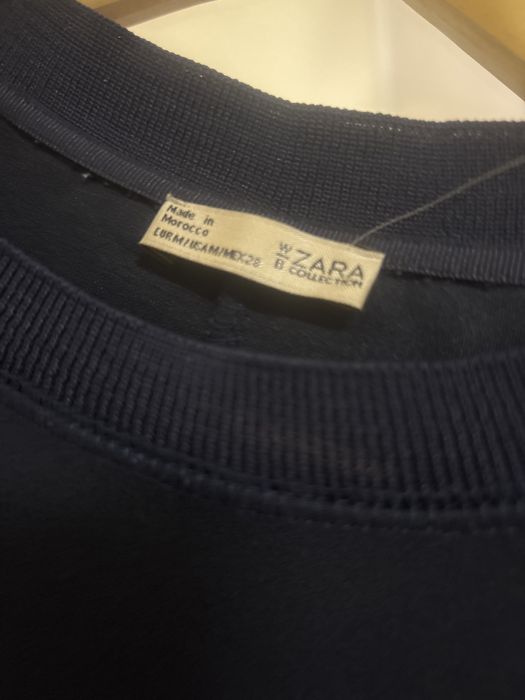 Made in
Morocco
EUR M/USA M/MEX 28
W/B ZARA
COLLECTION